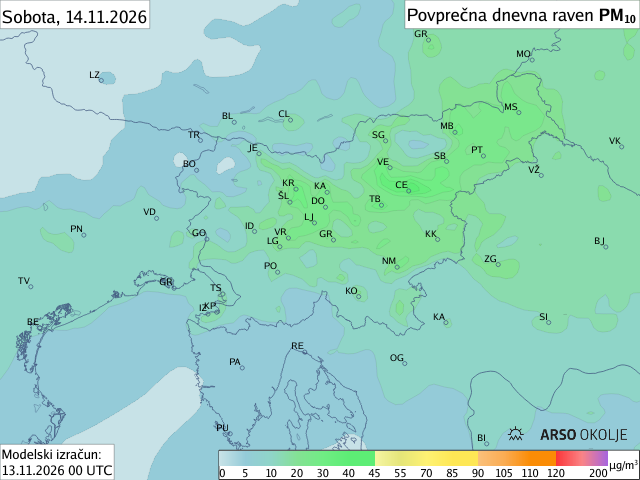 Sobota, 14.11.2026
Povprečna dnevna raven PM10
GR
MO
LZ
MS
BL
CL
MB
TR
SG
VK
JE
PT
SB
BO
VE
VŽ
KR
KA
CE
ŠL
DO
TB
VD
LJ
PN
ID
GO
VR
GR
KK
LG
BJ
PO
NM
ZG
TV
GR
TS
KO
IZ
KP
BE
KA
SI
RE
PA
OG
PU
BI
ARSO OKOLJE
Modelski izračun:
13.11.2026 00 UTC
0 5 10 20 30 40 45 55 70 85 90 105 110 120 200 µg/m³